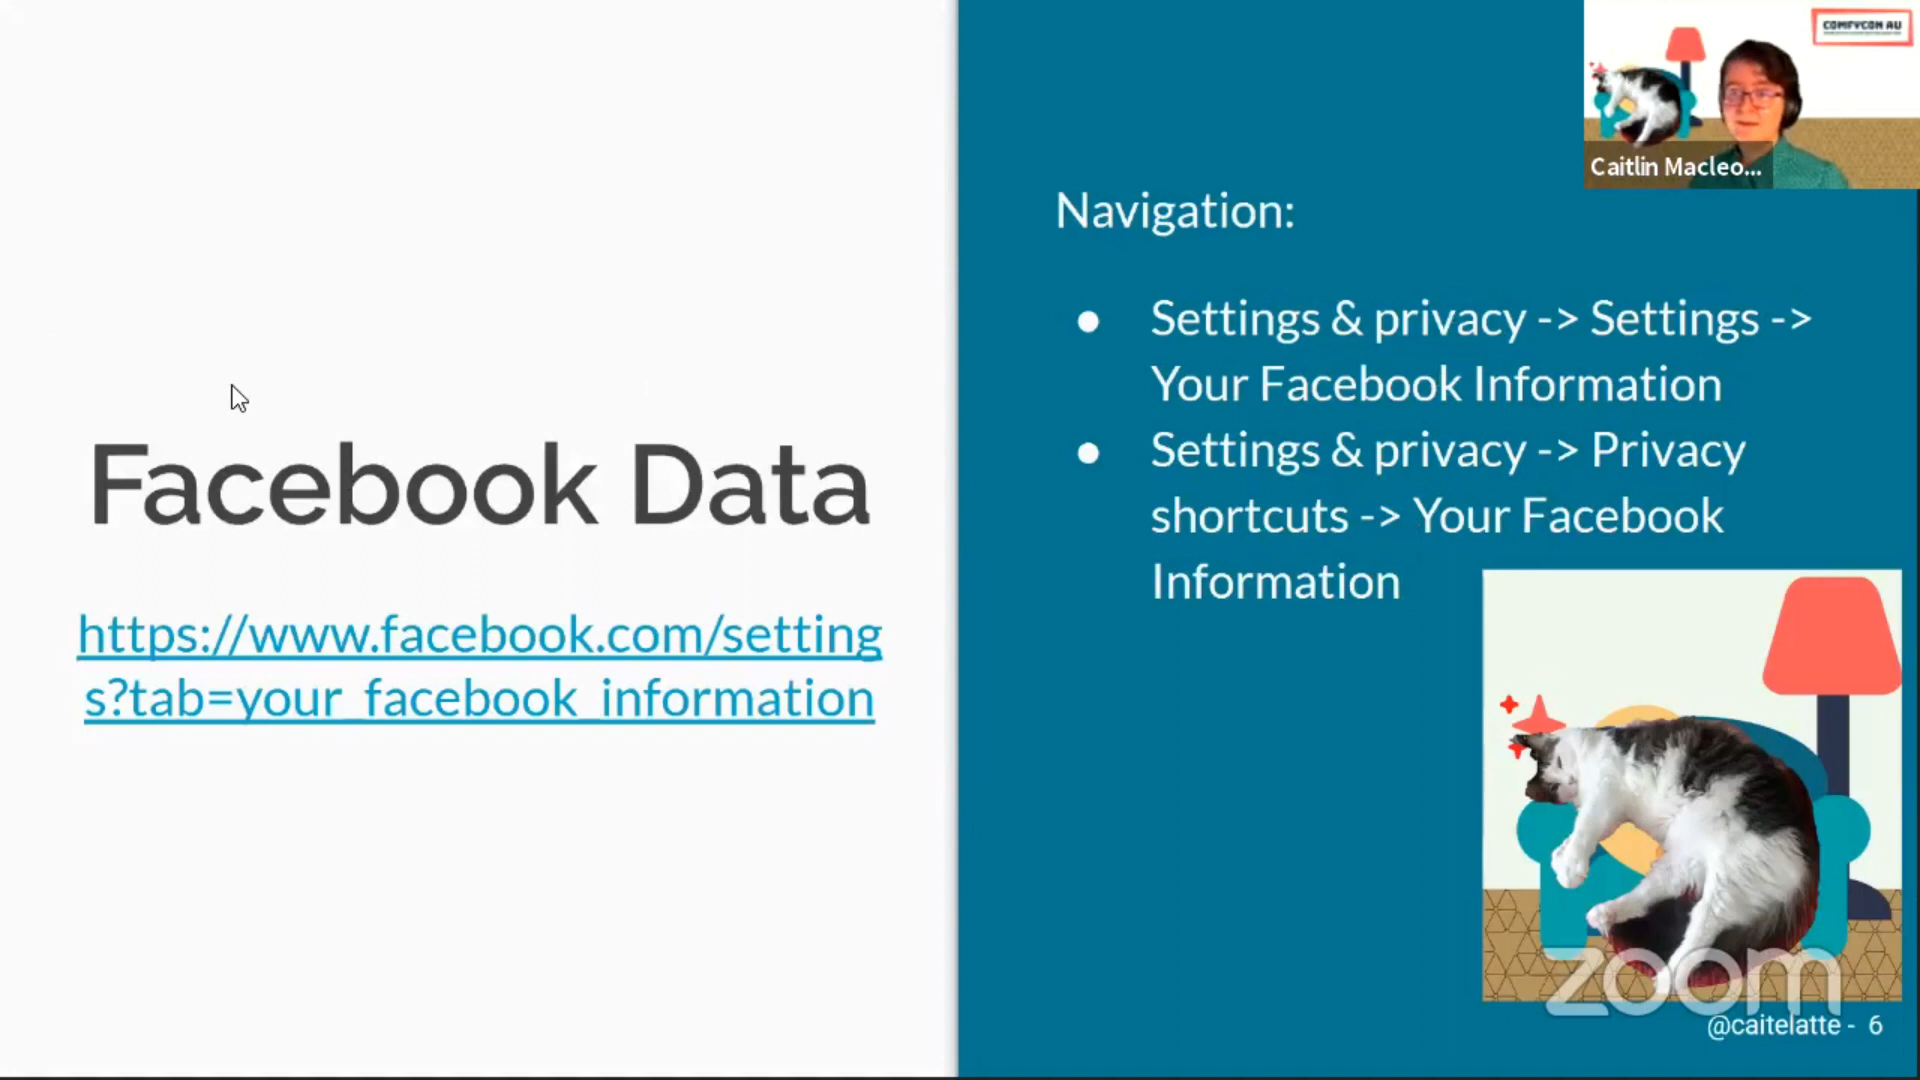 COMFYCON AU
Caitlin Macleo...
Navigation:
● Settings & privacy -> Settings ->
Your Facebook Information
● Settings & privacy -> Privacy
shortcuts -> Your Facebook
Information
Facebook Data
https://www.facebook.com/setting
s?tab=your_facebook_information
zoom
@caitelatte - 6